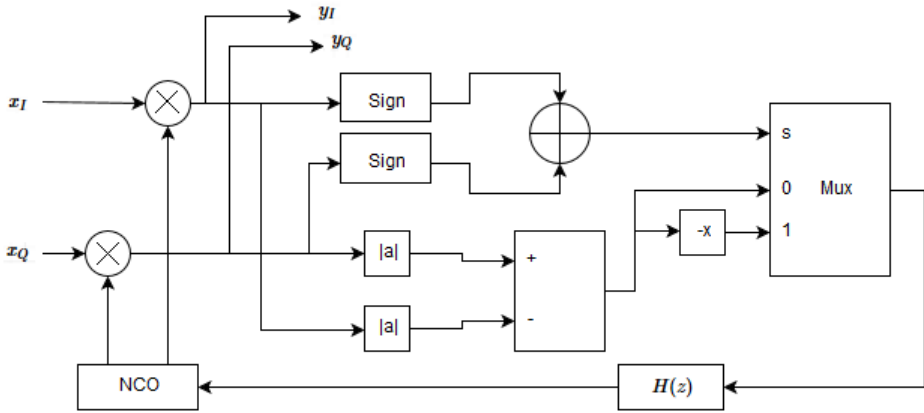 y_I
y_Q
x_I
Sign
Sign
s
0
Mux
-x
1
x_Q
|a|
+
|a|
-
NCO
H(z)